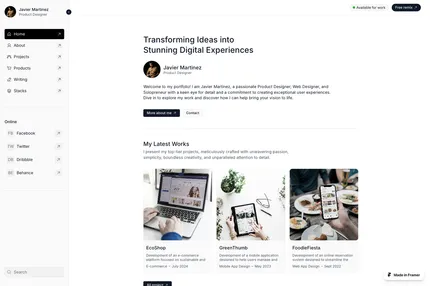 Javier Martinez
Product Designer
Home
About
Projects
Products
Writing
Stacks
Online
FB Facebook
TW Twitter
DB Dribbble
BE Behance
Search
Available for work
Free remix
Transforming Ideas into
Stunning Digital Experiences
Javier Martinez
Product Designer
Welcome to my portfolio! I am Javier Martinez, a passionate Product Designer, Web Designer, and
Solopreneur with a keen eye for detail and a commitment to creating exceptional user experiences.
Dive in to explore my work and discover how I can help bring your vision to life.
More about me
Contact
My Latest Works
I present my top-tier projects, meticulously crafted with unwavering passion,
simplicity, boundless creativity, and unparalleled attention to detail.
EcoShop
Development of an e-commerce
platform focused on sustainable and
E-commerce - July 2024
GreenThumb
Development of a mobile application
designed to help users manage and
Mobile App Design - May 2023
FoodieFiesta
Development of an online reservation
system designed to streamline the
Web App Design - Sept 2022
All project
Made in Framer